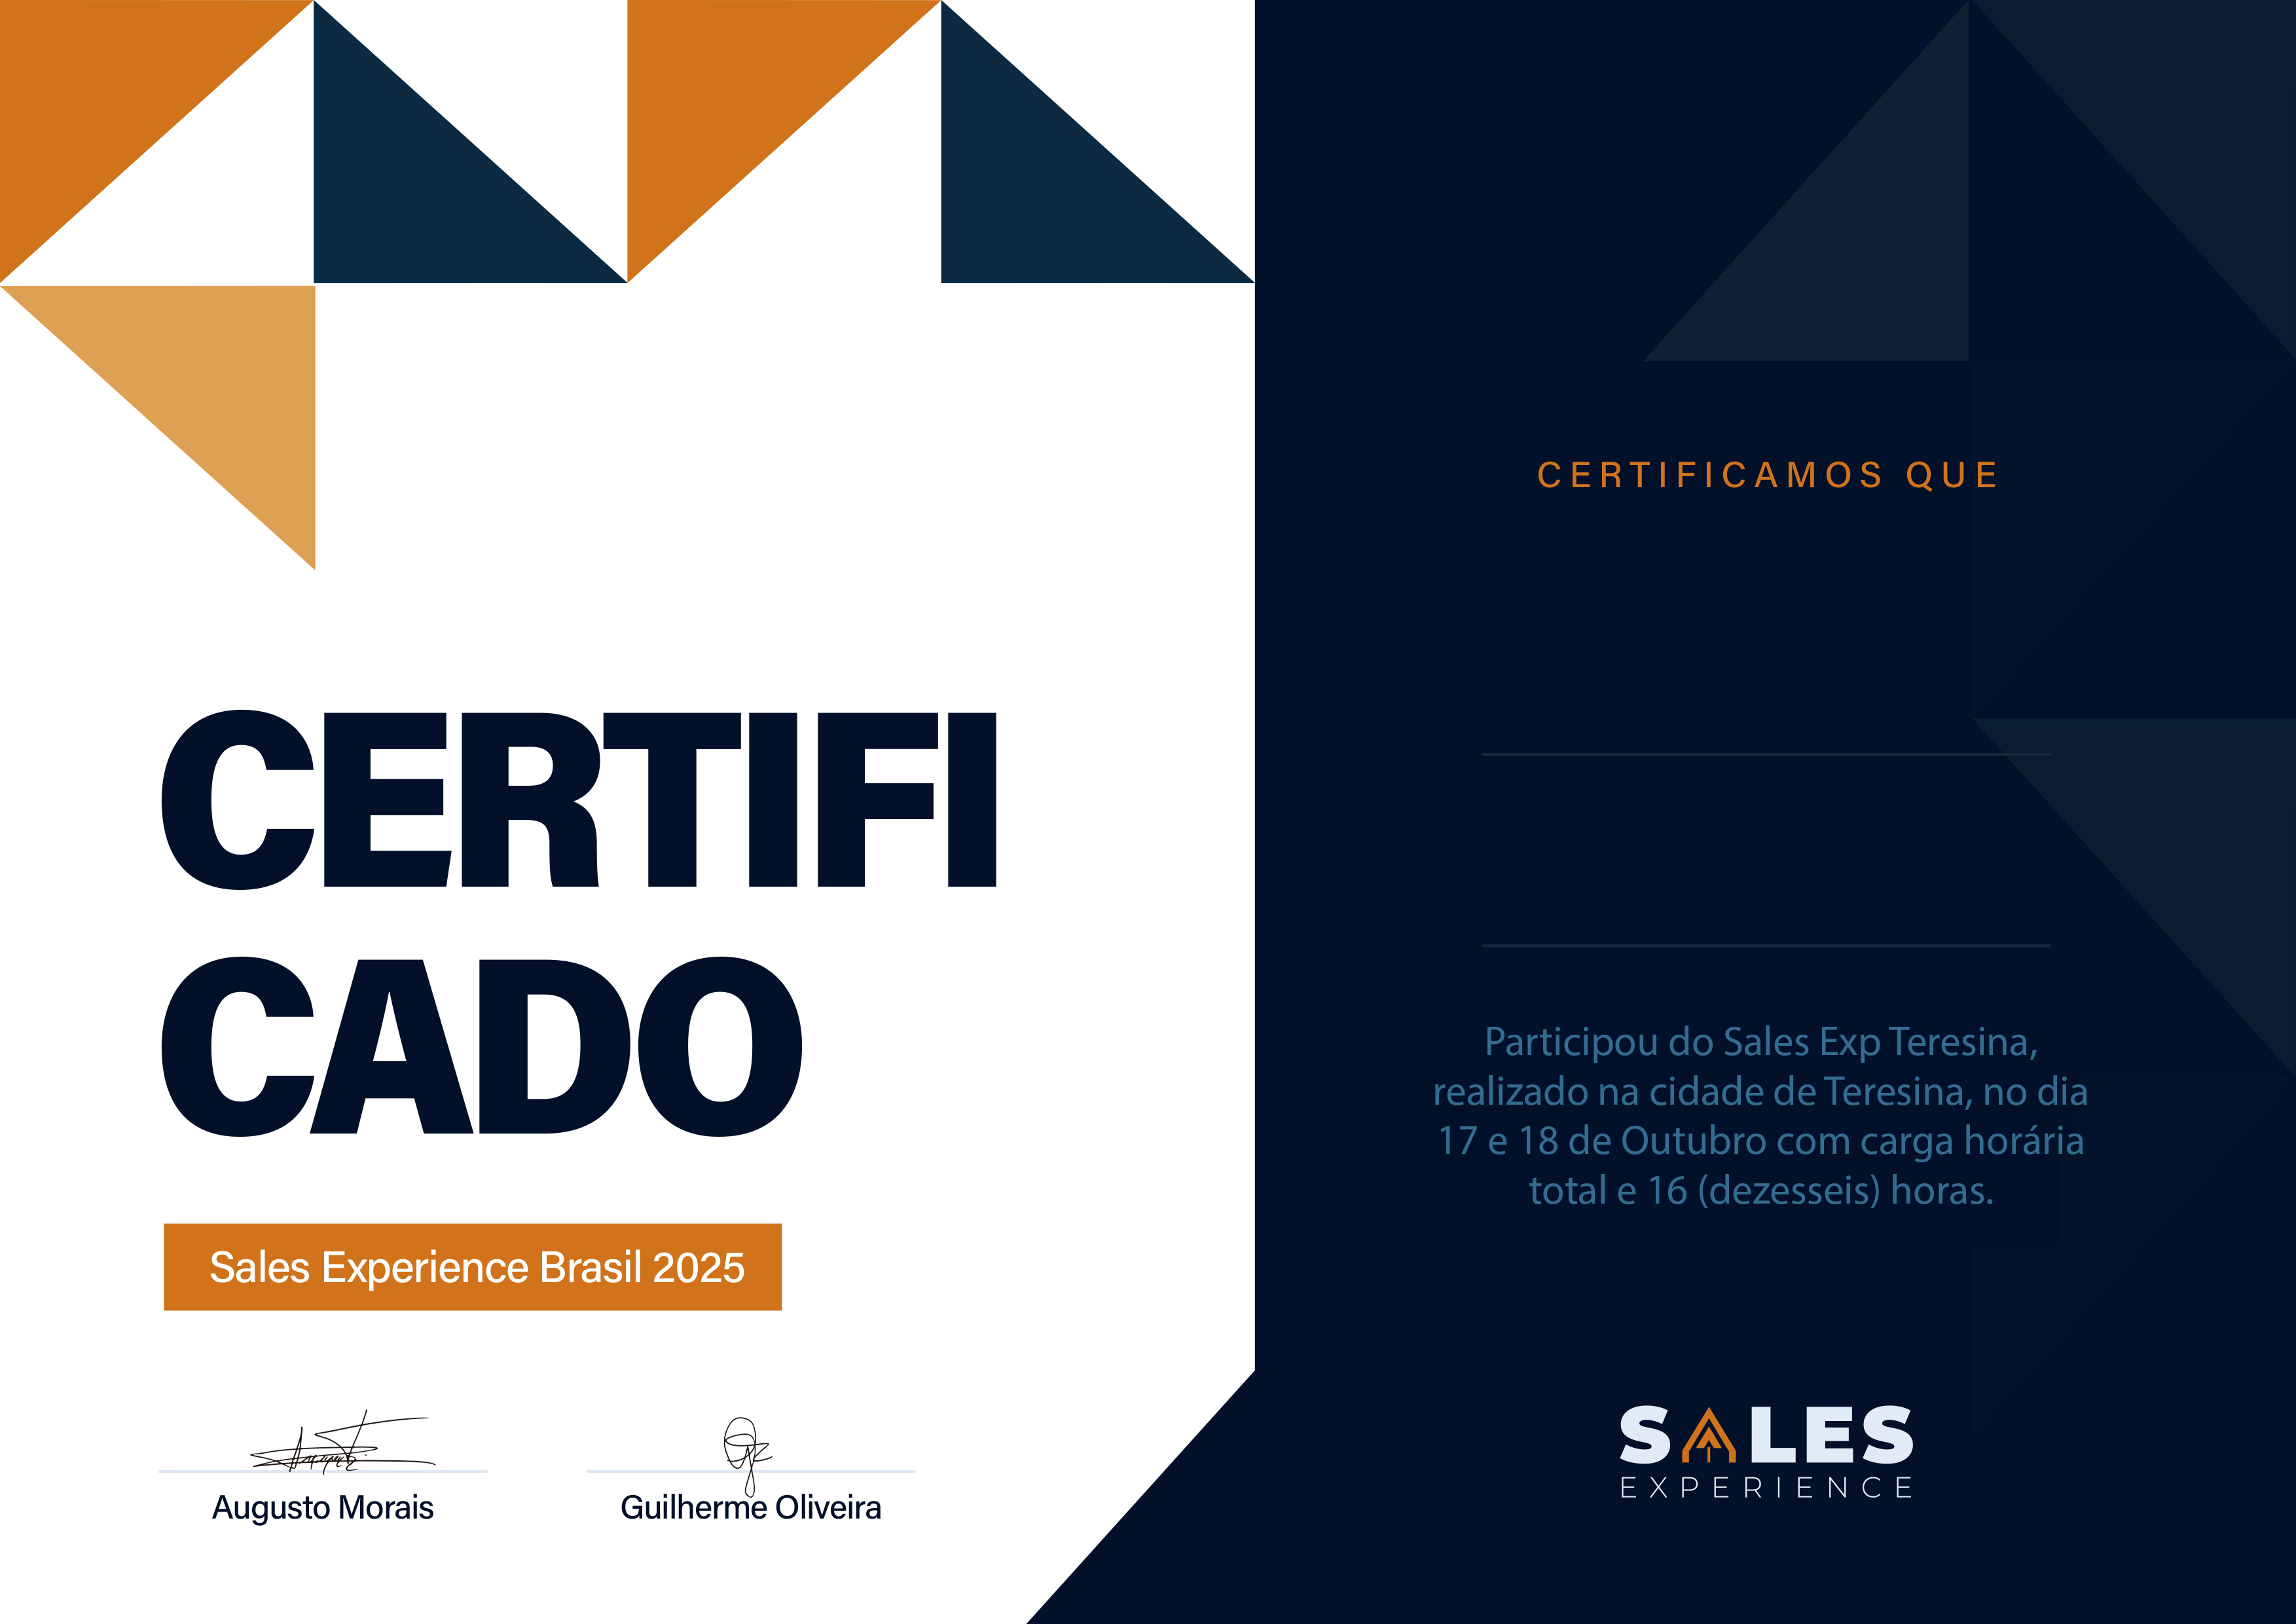 CERTIFI
CADO
Sales Experience Brasil 2025
Augusto Morais
Guilherme Oliveira
CERTIFICAMOS QUE
Participou do Sales Exp Teresina,
realizado na cidade de Teresina, no dia
17 e 18 de Outubro com carga horária
total e 16 (dezesseis) horas.
SALES
EXPERIENCE